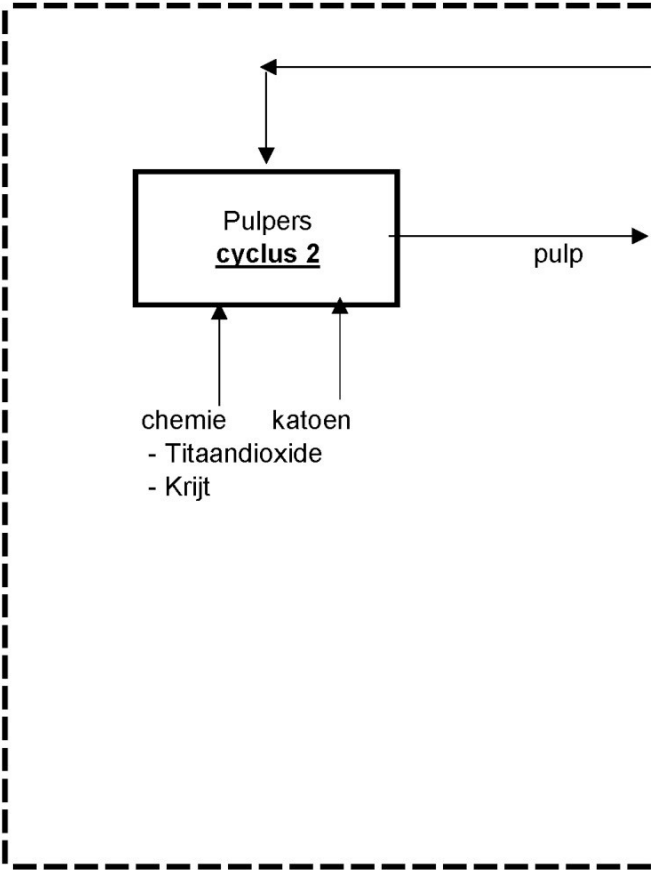 Pulpers
cyclus 2
pulp
chemie katoen
- Titaandioxide
- Krijt